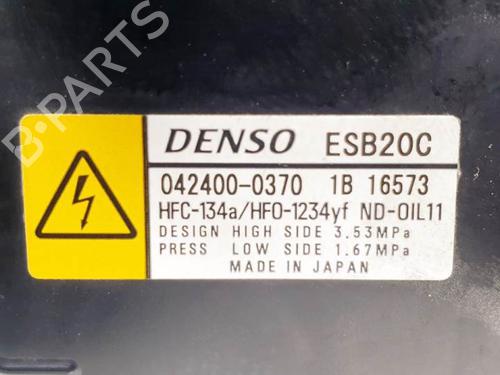 B-PARTS
DENSO ESB20C
042400-0370 1B 16573
HFC-134a/HFO-1234yf ND-OIL11
DESIGN HIGH SIDE 3.53MPa
PRESS LOW SIDE 1.67MPa
MADE IN JAPAN